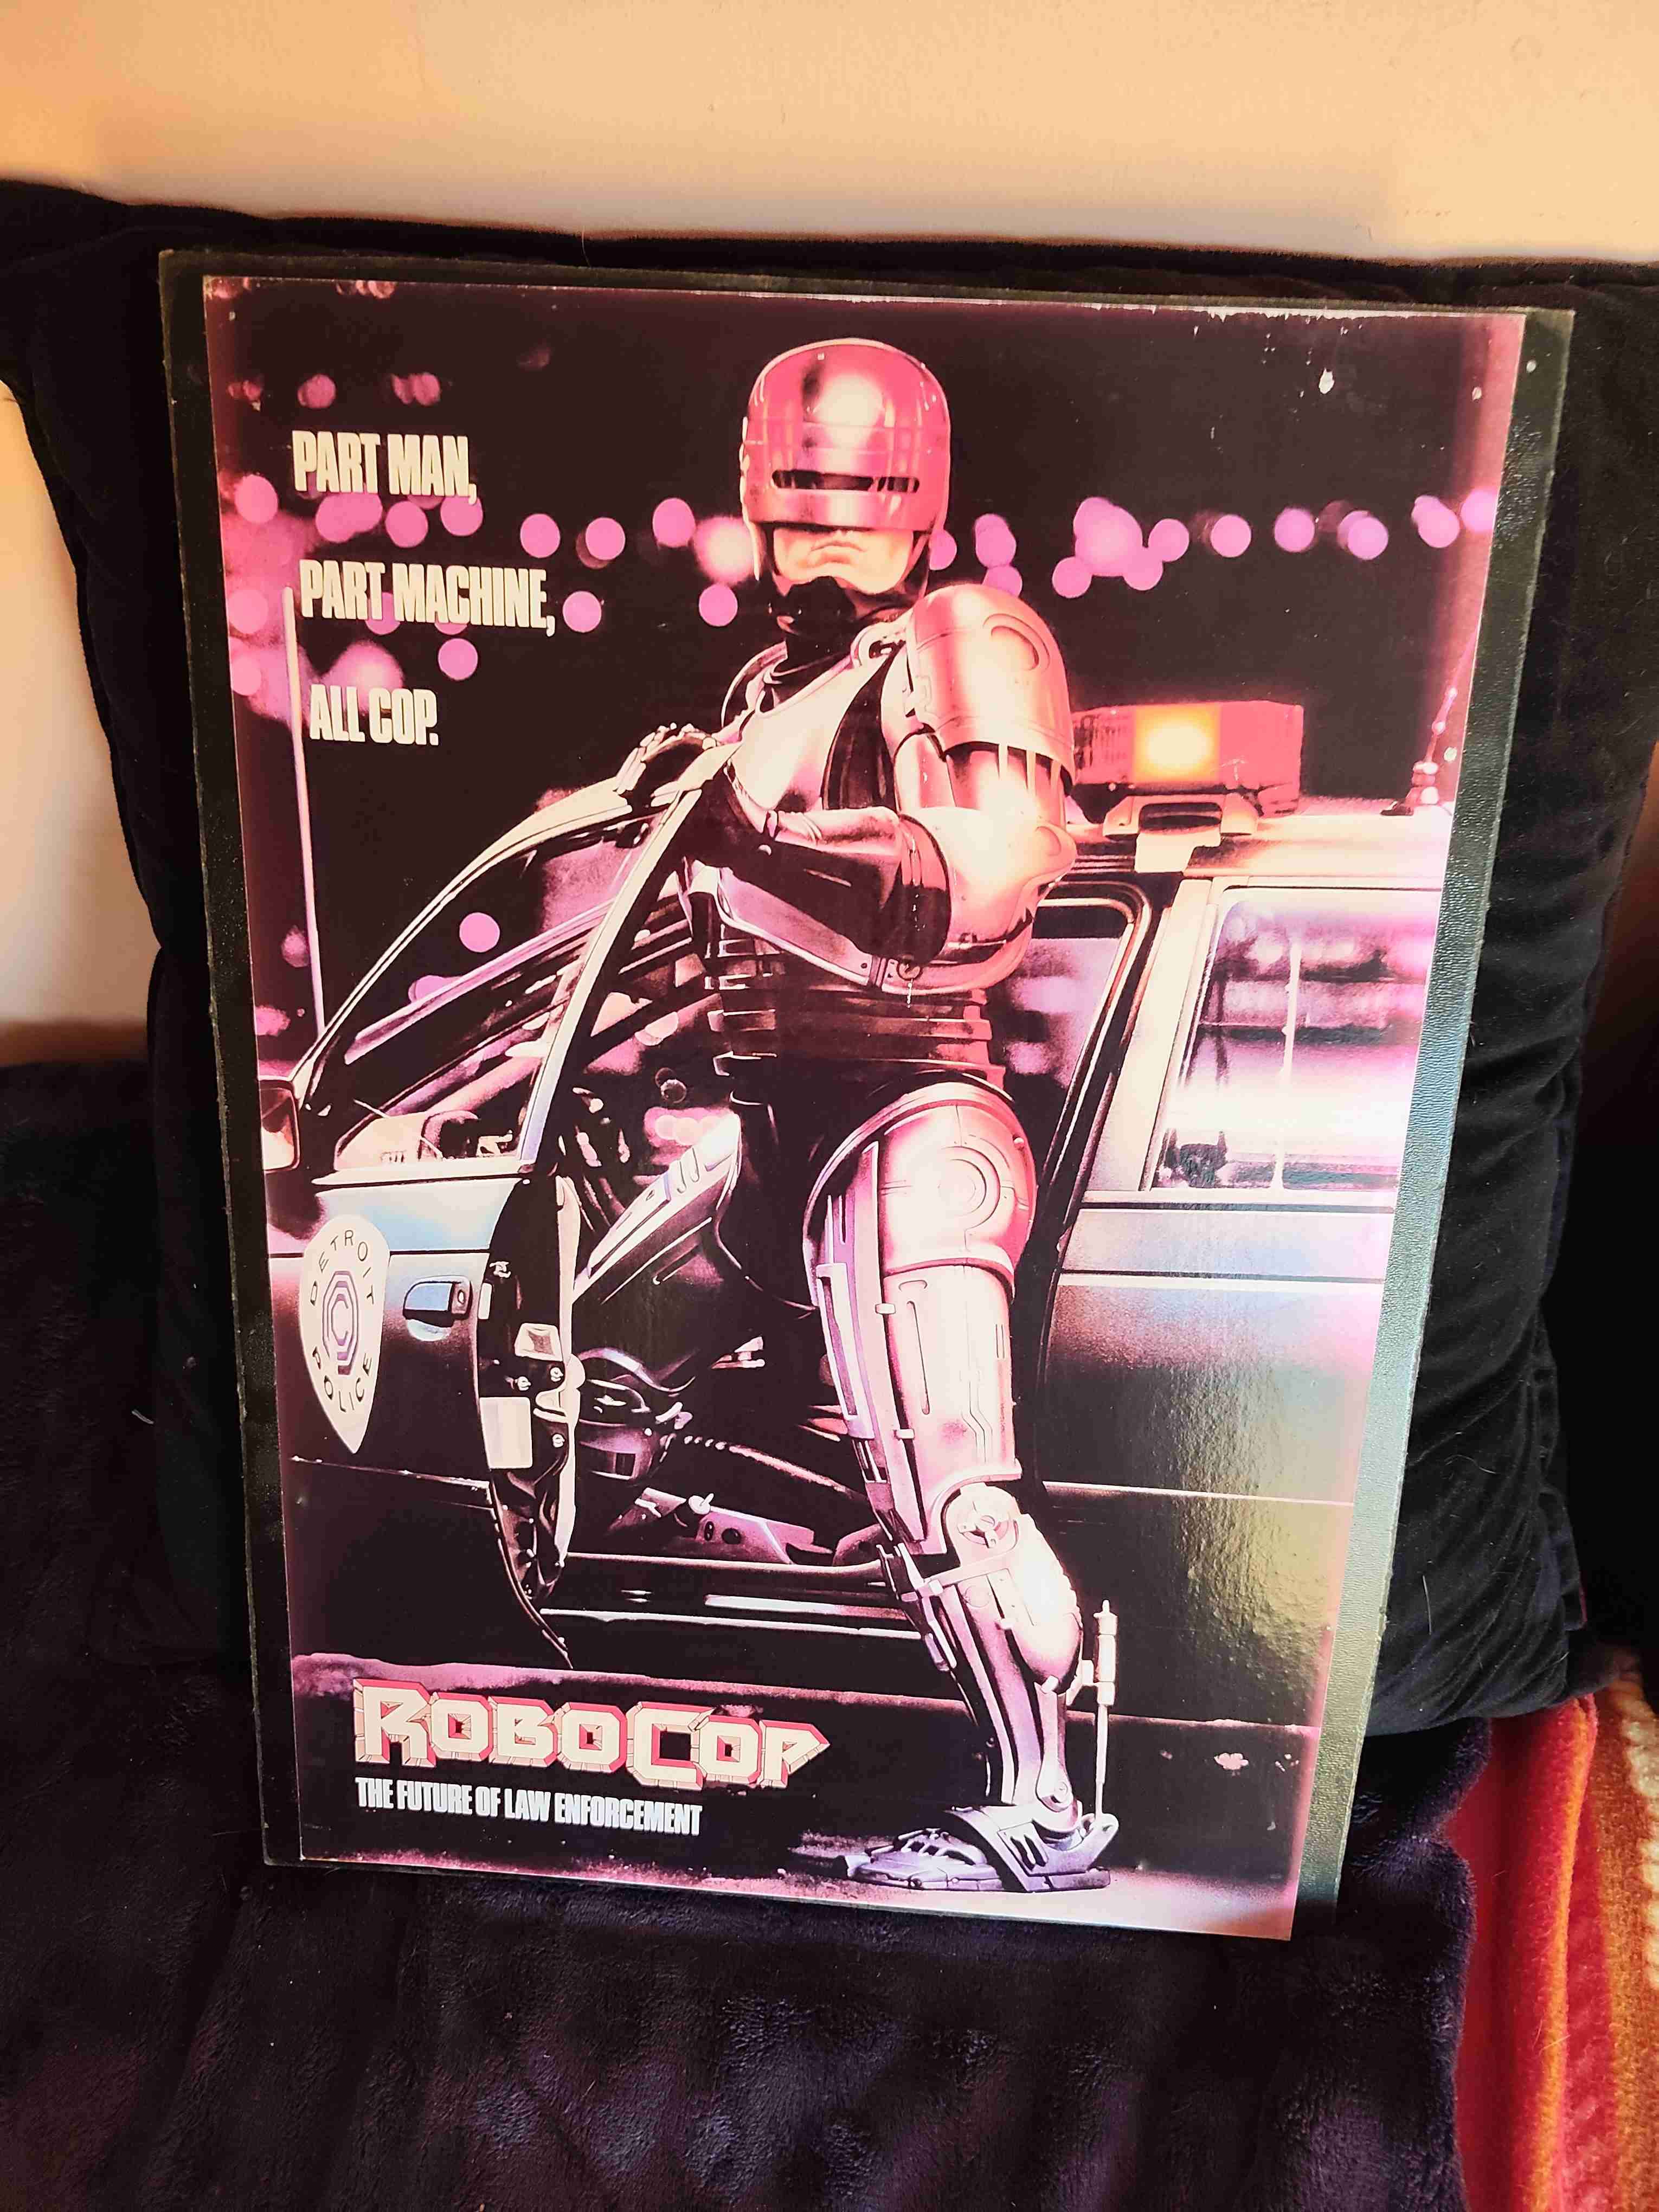 PART MAN,
PART MACHINE,
ALL COP.
DETROIT
POLICE
ROBOCOP
THE FUTURE OF LAW ENFORCEMENT